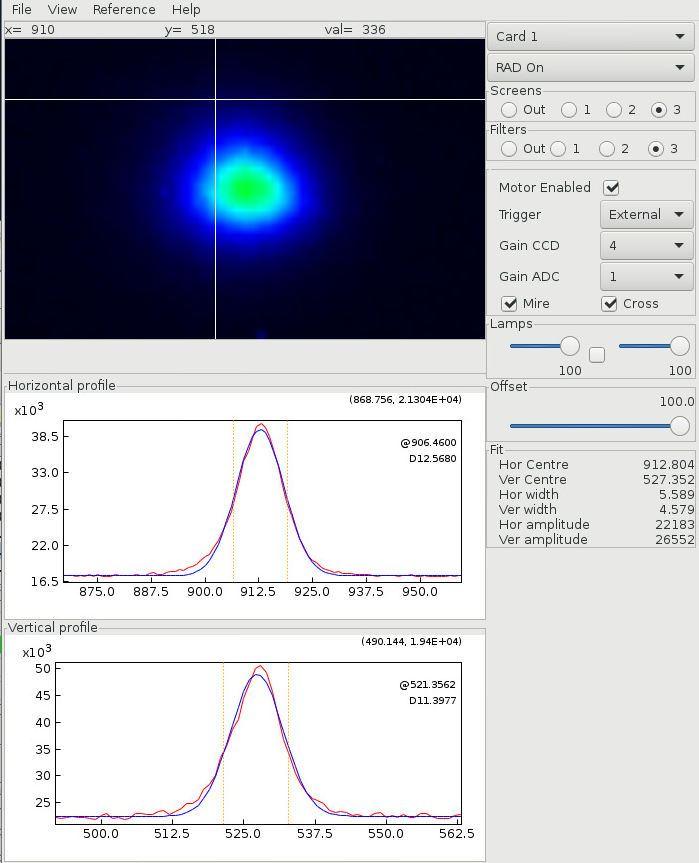 File View Reference Help
x= 910 y= 518 val= 336
Card 1
RAD On
Screens
Out 1 2 3
Filters
Out 1 2 3
Motor Enabled
Trigger External
Gain CCD 4
Gain ADC 1
Mire Cross
Lamps
100 100
Offset
100.0
Fit
Hor Centre 912.804
Ver Centre 527.352
Hor width 5.589
Ver width 4.579
Hor amplitude 22183
Ver amplitude 26552
Horizontal profile
(868.756, 2.1304E+04)
x10³
38.5
@906.4600
D12.5680
33.0
27.5
22.0
16.5
875.0 887.5 900.0 912.5 925.0 937.5 950.0
Vertical profile
(490.144, 1.94E+04)
x10³
50
@521.3562
45
D11.3977
40
35
30
25
500.0 512.5 525.0 537.5 550.0 562.5